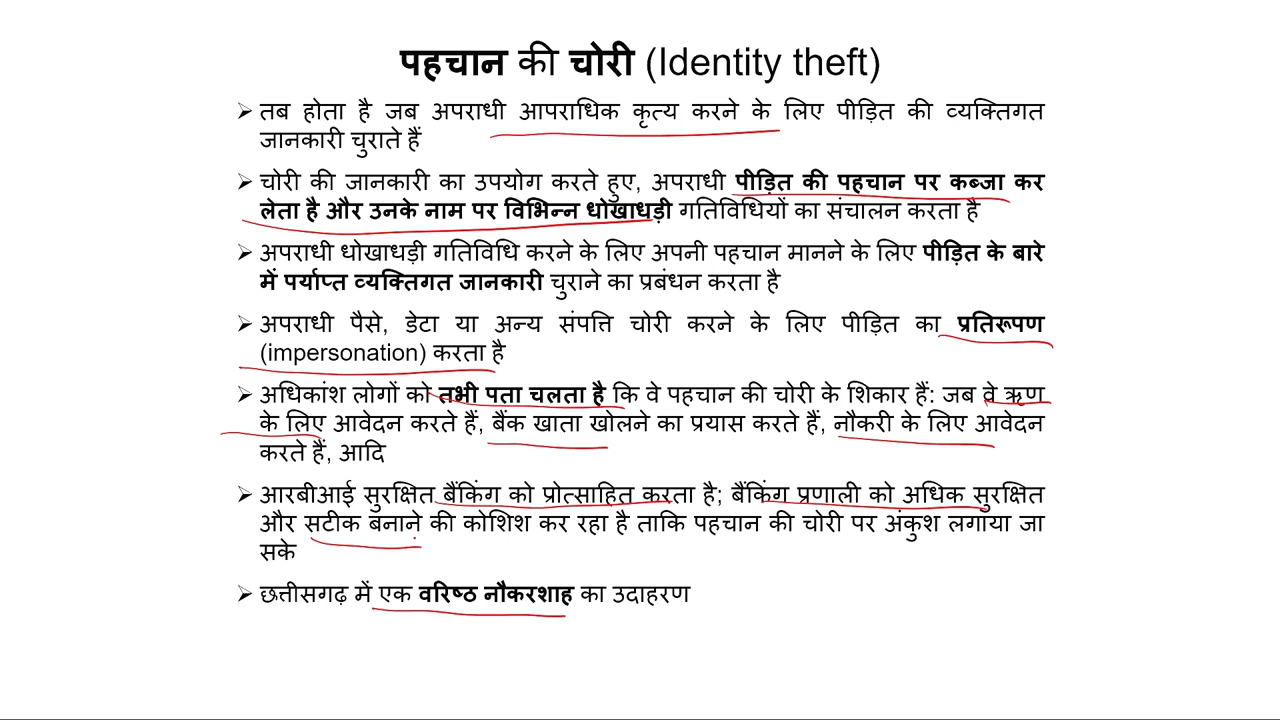 पहचान की चोरी (Identity theft)
➢ तब होता है जब अपराधी आपराधिक कृत्य करने के लिए पीड़ित की व्यक्तिगत
जानकारी चुराते हैं
➢ चोरी की जानकारी का उपयोग करते हुए, अपराधी पीड़ित की पहचान पर कब्जा कर
लेता है और उनके नाम पर विभिन्न धोखाधड़ी गतिविधियों का संचालन करता है
➢ अपराधी धोखाधड़ी गतिविधि करने के लिए अपनी पहचान मानने के लिए पीड़ित के बारे
में पर्याप्त व्यक्तिगत जानकारी चुराने का प्रबंधन करता है
➢ अपराधी पैसे, डेटा या अन्य संपत्ति चोरी करने के लिए पीड़ित का प्रतिरूपण
(impersonation) करता है
➢ अधिकांश लोगों को तभी पता चलता है कि वे पहचान की चोरी के शिकार हैं: जब वे ऋण
के लिए आवेदन करते हैं, बैंक खाता खोलने का प्रयास करते हैं, नौकरी के लिए आवेदन
करते हैं, आदि
➢ आरबीआई सुरक्षित बैंकिंग को प्रोत्साहित करता है; बैंकिंग प्रणाली को अधिक सुरक्षित
और सटीक बनाने की कोशिश कर रहा है ताकि पहचान की चोरी पर अंकुश लगाया जा
सके
➢ छत्तीसगढ़ में एक वरिष्ठ नौकरशाह का उदाहरण